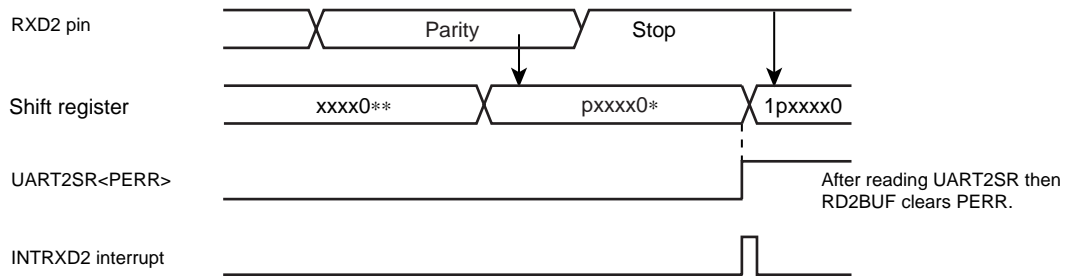 RXD2 pin
Parity
Stop
Shift register
xxxx0**
pxxxx0*
1pxxxx0
UART2SR<PERR>
After reading UART2SR then
RD2BUF clears PERR.
INTRXD2 interrupt